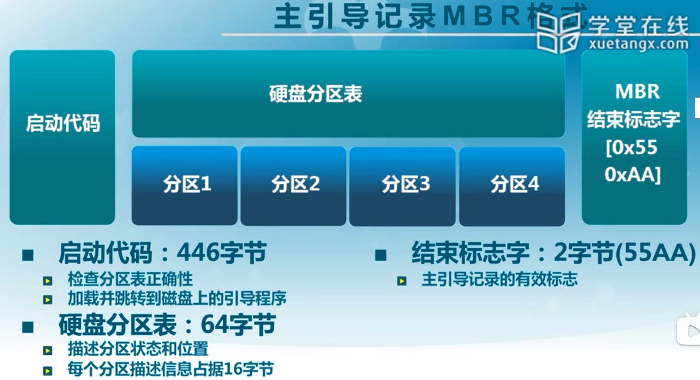 主引导记录MBR格式
学堂在线
xuetangx.com
启动代码
硬盘分区表
分区1
分区2
分区3
分区4
MBR
结束标志字
[0x55
0xAA]
■ 启动代码：446字节
检查分区表正确性
加载并跳转到磁盘上的引导程序
■ 硬盘分区表：64字节
描述分区状态和位置
每个分区描述信息占据16字节
■ 结束标志字：2字节(55AA)
主引导记录的有效标志